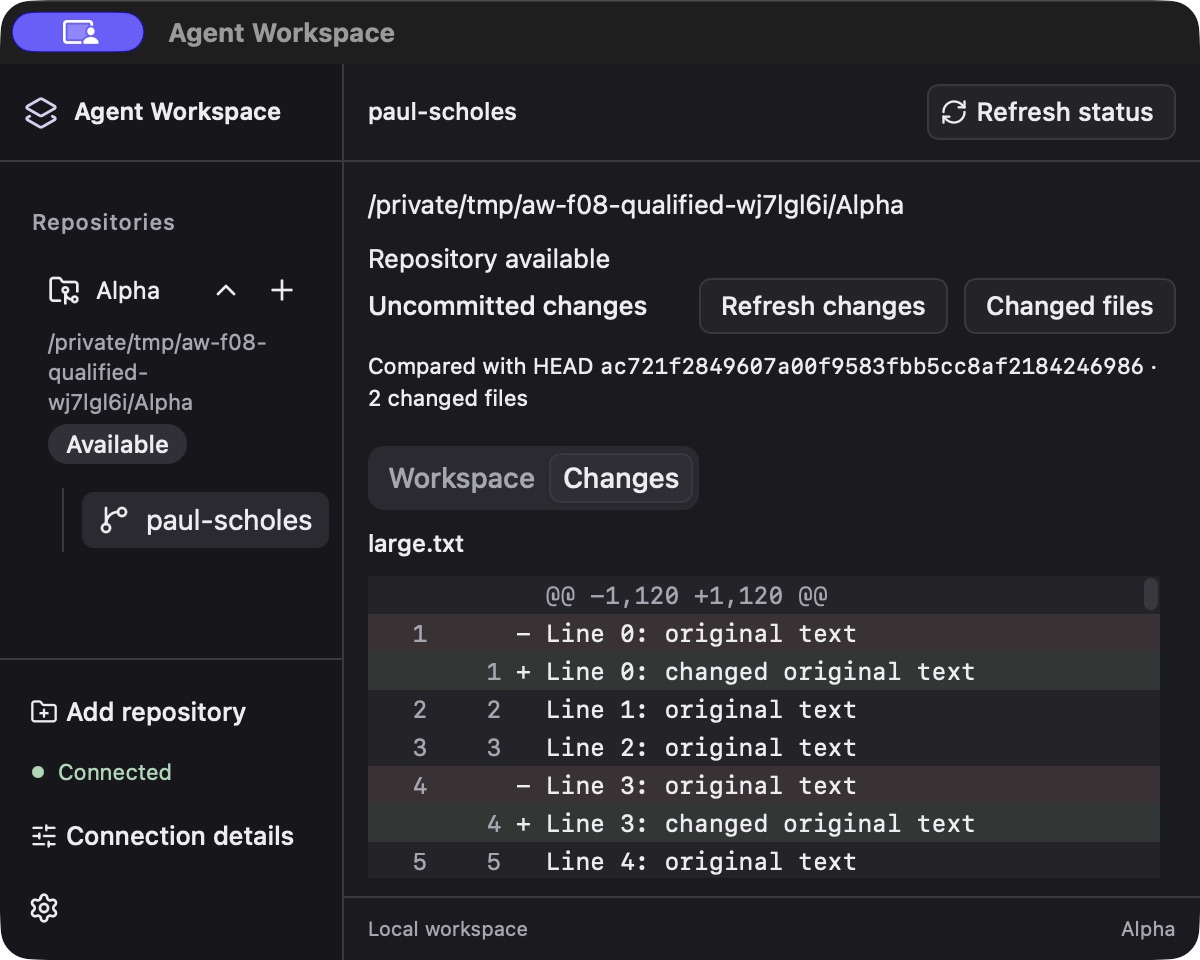 Agent Workspace
Agent Workspace
paul-scholes
Refresh status
Repositories
Alpha
/private/tmp/aw-f08-
qualified-
wj7lgl6i/Alpha
Available
paul-scholes
Add repository
Connected
Connection details
/private/tmp/aw-f08-qualified-wj7lgl6i/Alpha
Repository available
Uncommitted changes
Refresh changes
Changed files
Compared with HEAD ac721f2849607a00f9583fbb5cc8af2184246986 ·
2 changed files
Workspace
Changes
large.txt
@@ −1,120 +1,120 @@
1 − Line 0: original text
1 + Line 0: changed original text
2 2 Line 1: original text
3 3 Line 2: original text
4 − Line 3: original text
4 + Line 3: changed original text
5 5 Line 4: original text
Local workspace
Alpha